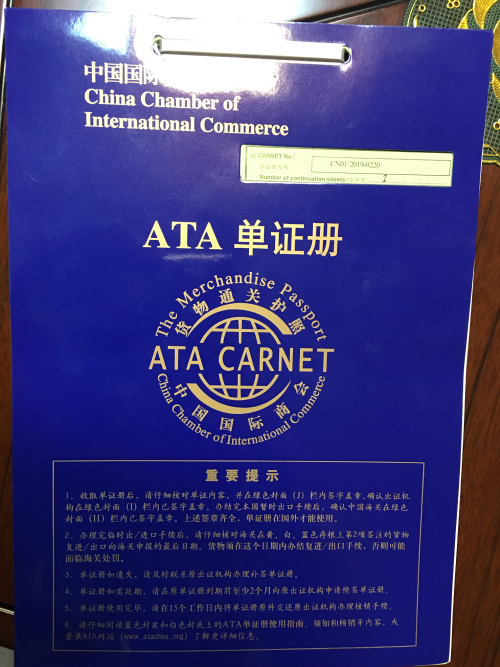 中国国际
China Chamber of
International Commerce
CARNET No.
CN01/2019-0220
Number of continuation sheets
1
ATA 单证册
The Merchandise Passport
货物通关护照
ATA CARNET
中国国际商会
China Chamber of International Commerce
重要提示
1、收取单证册后，请仔细核对单证内容，并在绿色封面（J）栏内签字盖章，确认出证机
构在绿色封面（I）栏内已签字盖章。办结完本国暂时出口手续后，确认中国海关在绿色
封面（H）栏内已签字盖章。上述签章齐全，单证册在国外才能使用。
2、办理完临时出/进口手续后，请仔细核对海关在黄、白、蓝色存根上第2项签注的货物
复进/出口向海关申报的最后日期。货物须在这个日期内办结复进/出口手续，否则可能
面临海关处罚。
3、单证册如遗失，请及时联系原出证机构办理补签单证册。
4、单证册如需延期，请在原单证册到期前至少2个月向原出证机构申请续签单证册。
5、单证册使用完毕，请在15个工作日内将单证册原件交还原出证机构办理核销手续。
6、请仔细阅读蓝色封皮和白色封底上的ATA单证册使用指南、须知和核销等内容，或
登录ATA网站（www.atachina.org）了解更详细信息。